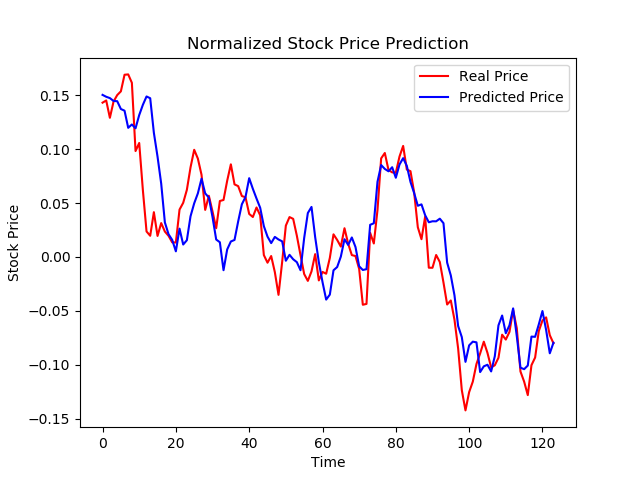 Normalized Stock Price Prediction
Real Price
Predicted Price
Stock Price
0.15
0.10
0.05
0.00
−0.05
−0.10
−0.15
0 20 40 60 80 100 120
Time